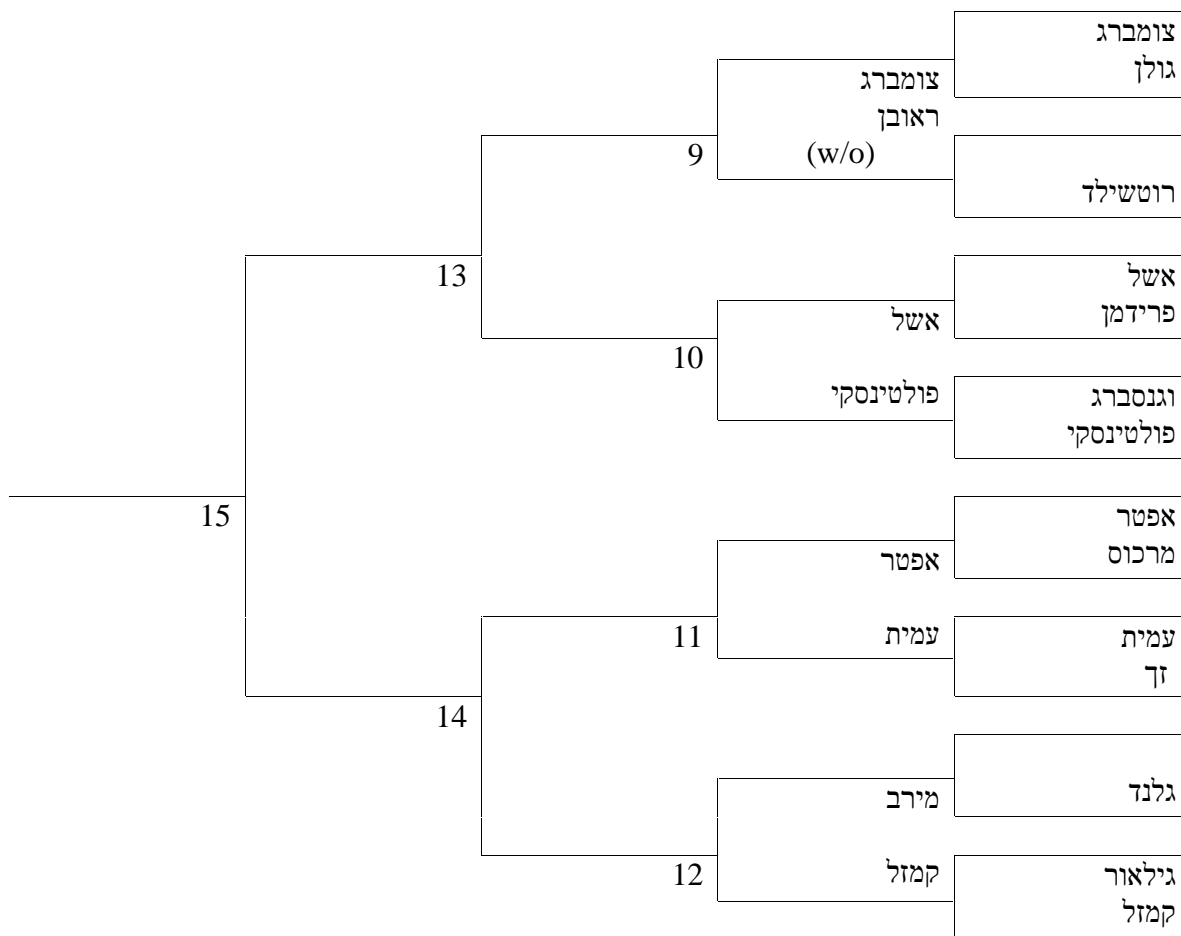 צומברג
גולן
רוטשילד
אשל
פרידמן
וגנסברג
פולטינסקי
אפטר
מרכוס
עמית
זך
גלנד
גילאור
קמזל
צומברג
ראובן
(w/o)
אשל
פולטינסקי
אפטר
עמית
מירב
קמזל
9
10
11
12
13
14
15